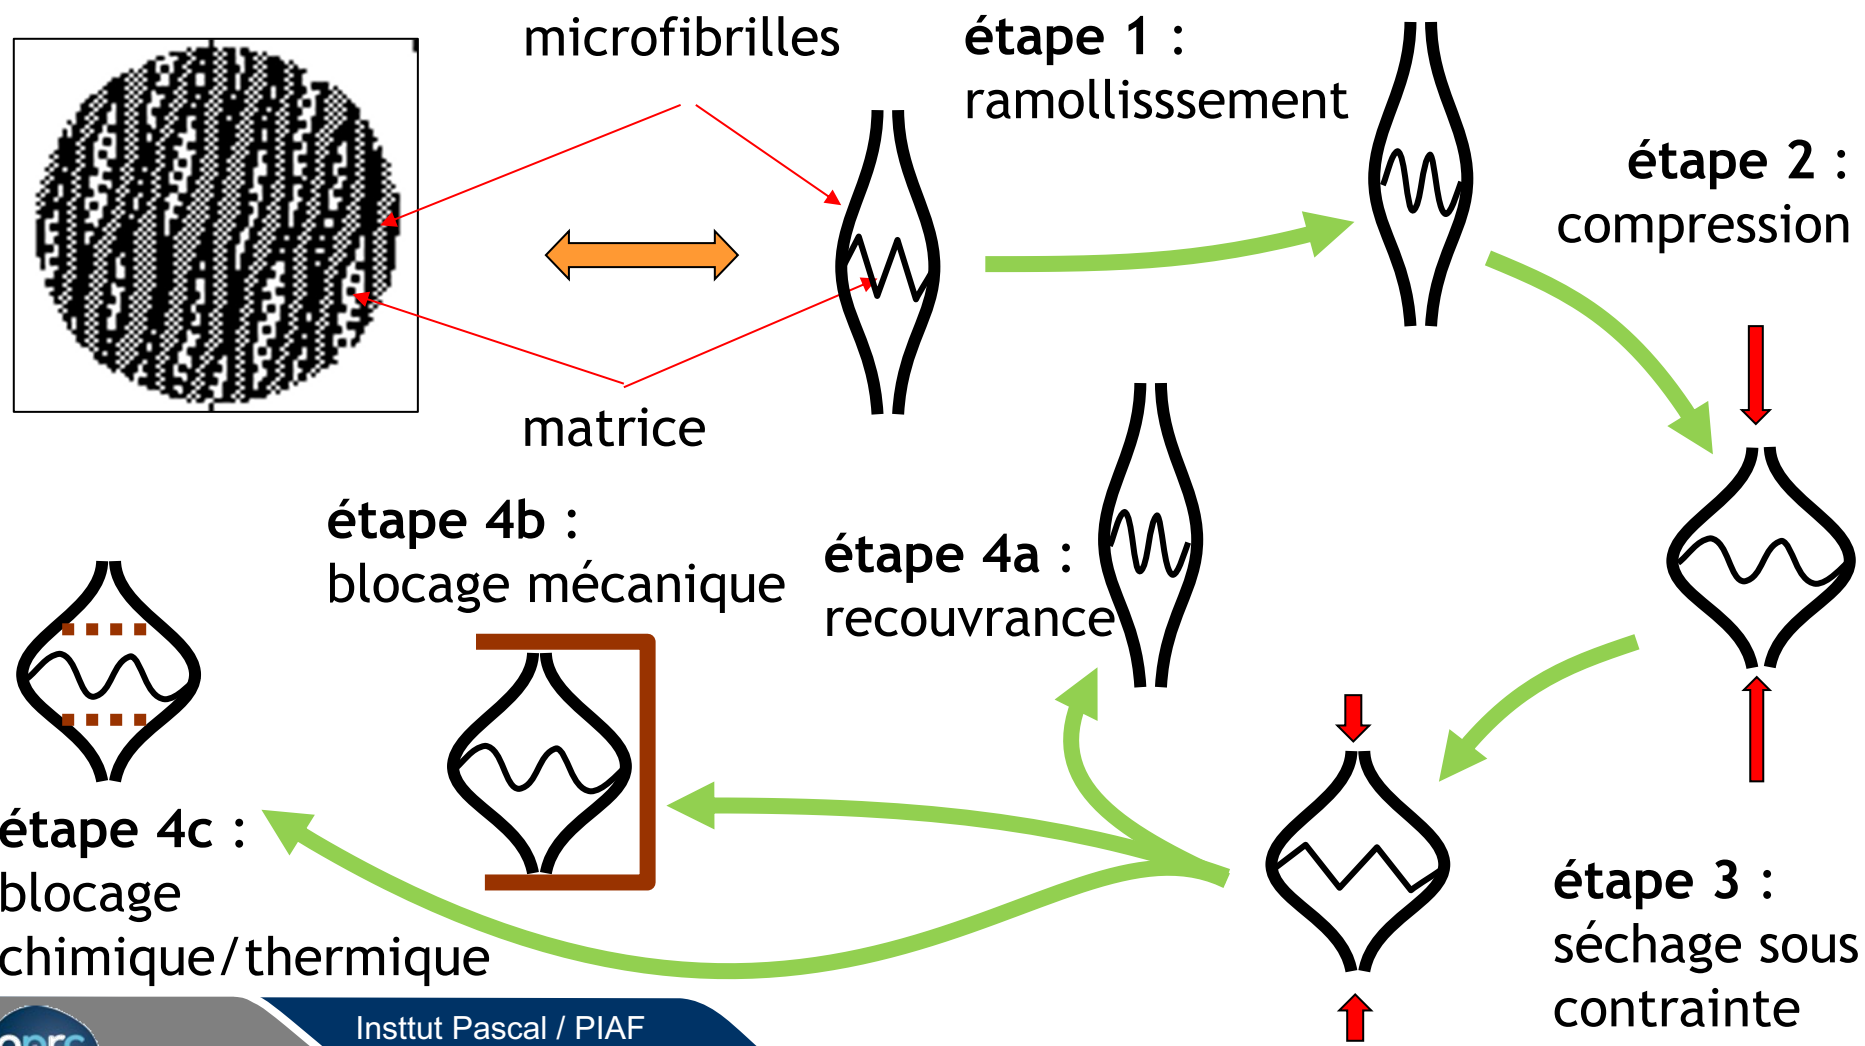 microfibrilles
étape 1 :
ramollisssement
étape 2 :
compression
matrice
étape 4b :
blocage mécanique
étape 4a :
recouvrance
étape 4c :
blocage
chimique/thermique
étape 3 :
séchage sous
contrainte
Insttut Pascal / PIAF